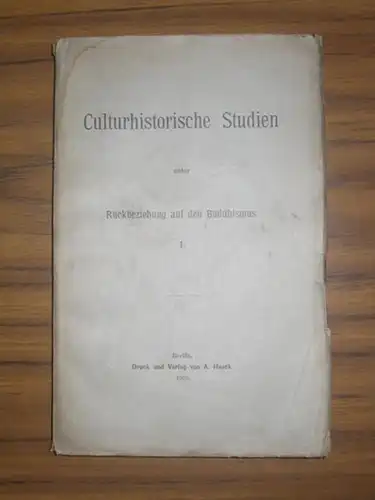 Culturhistorische Studien
unter
Rückbeziehung auf den Buddhismus
I.
Berlin.
Druck und Verlag von A. Haack